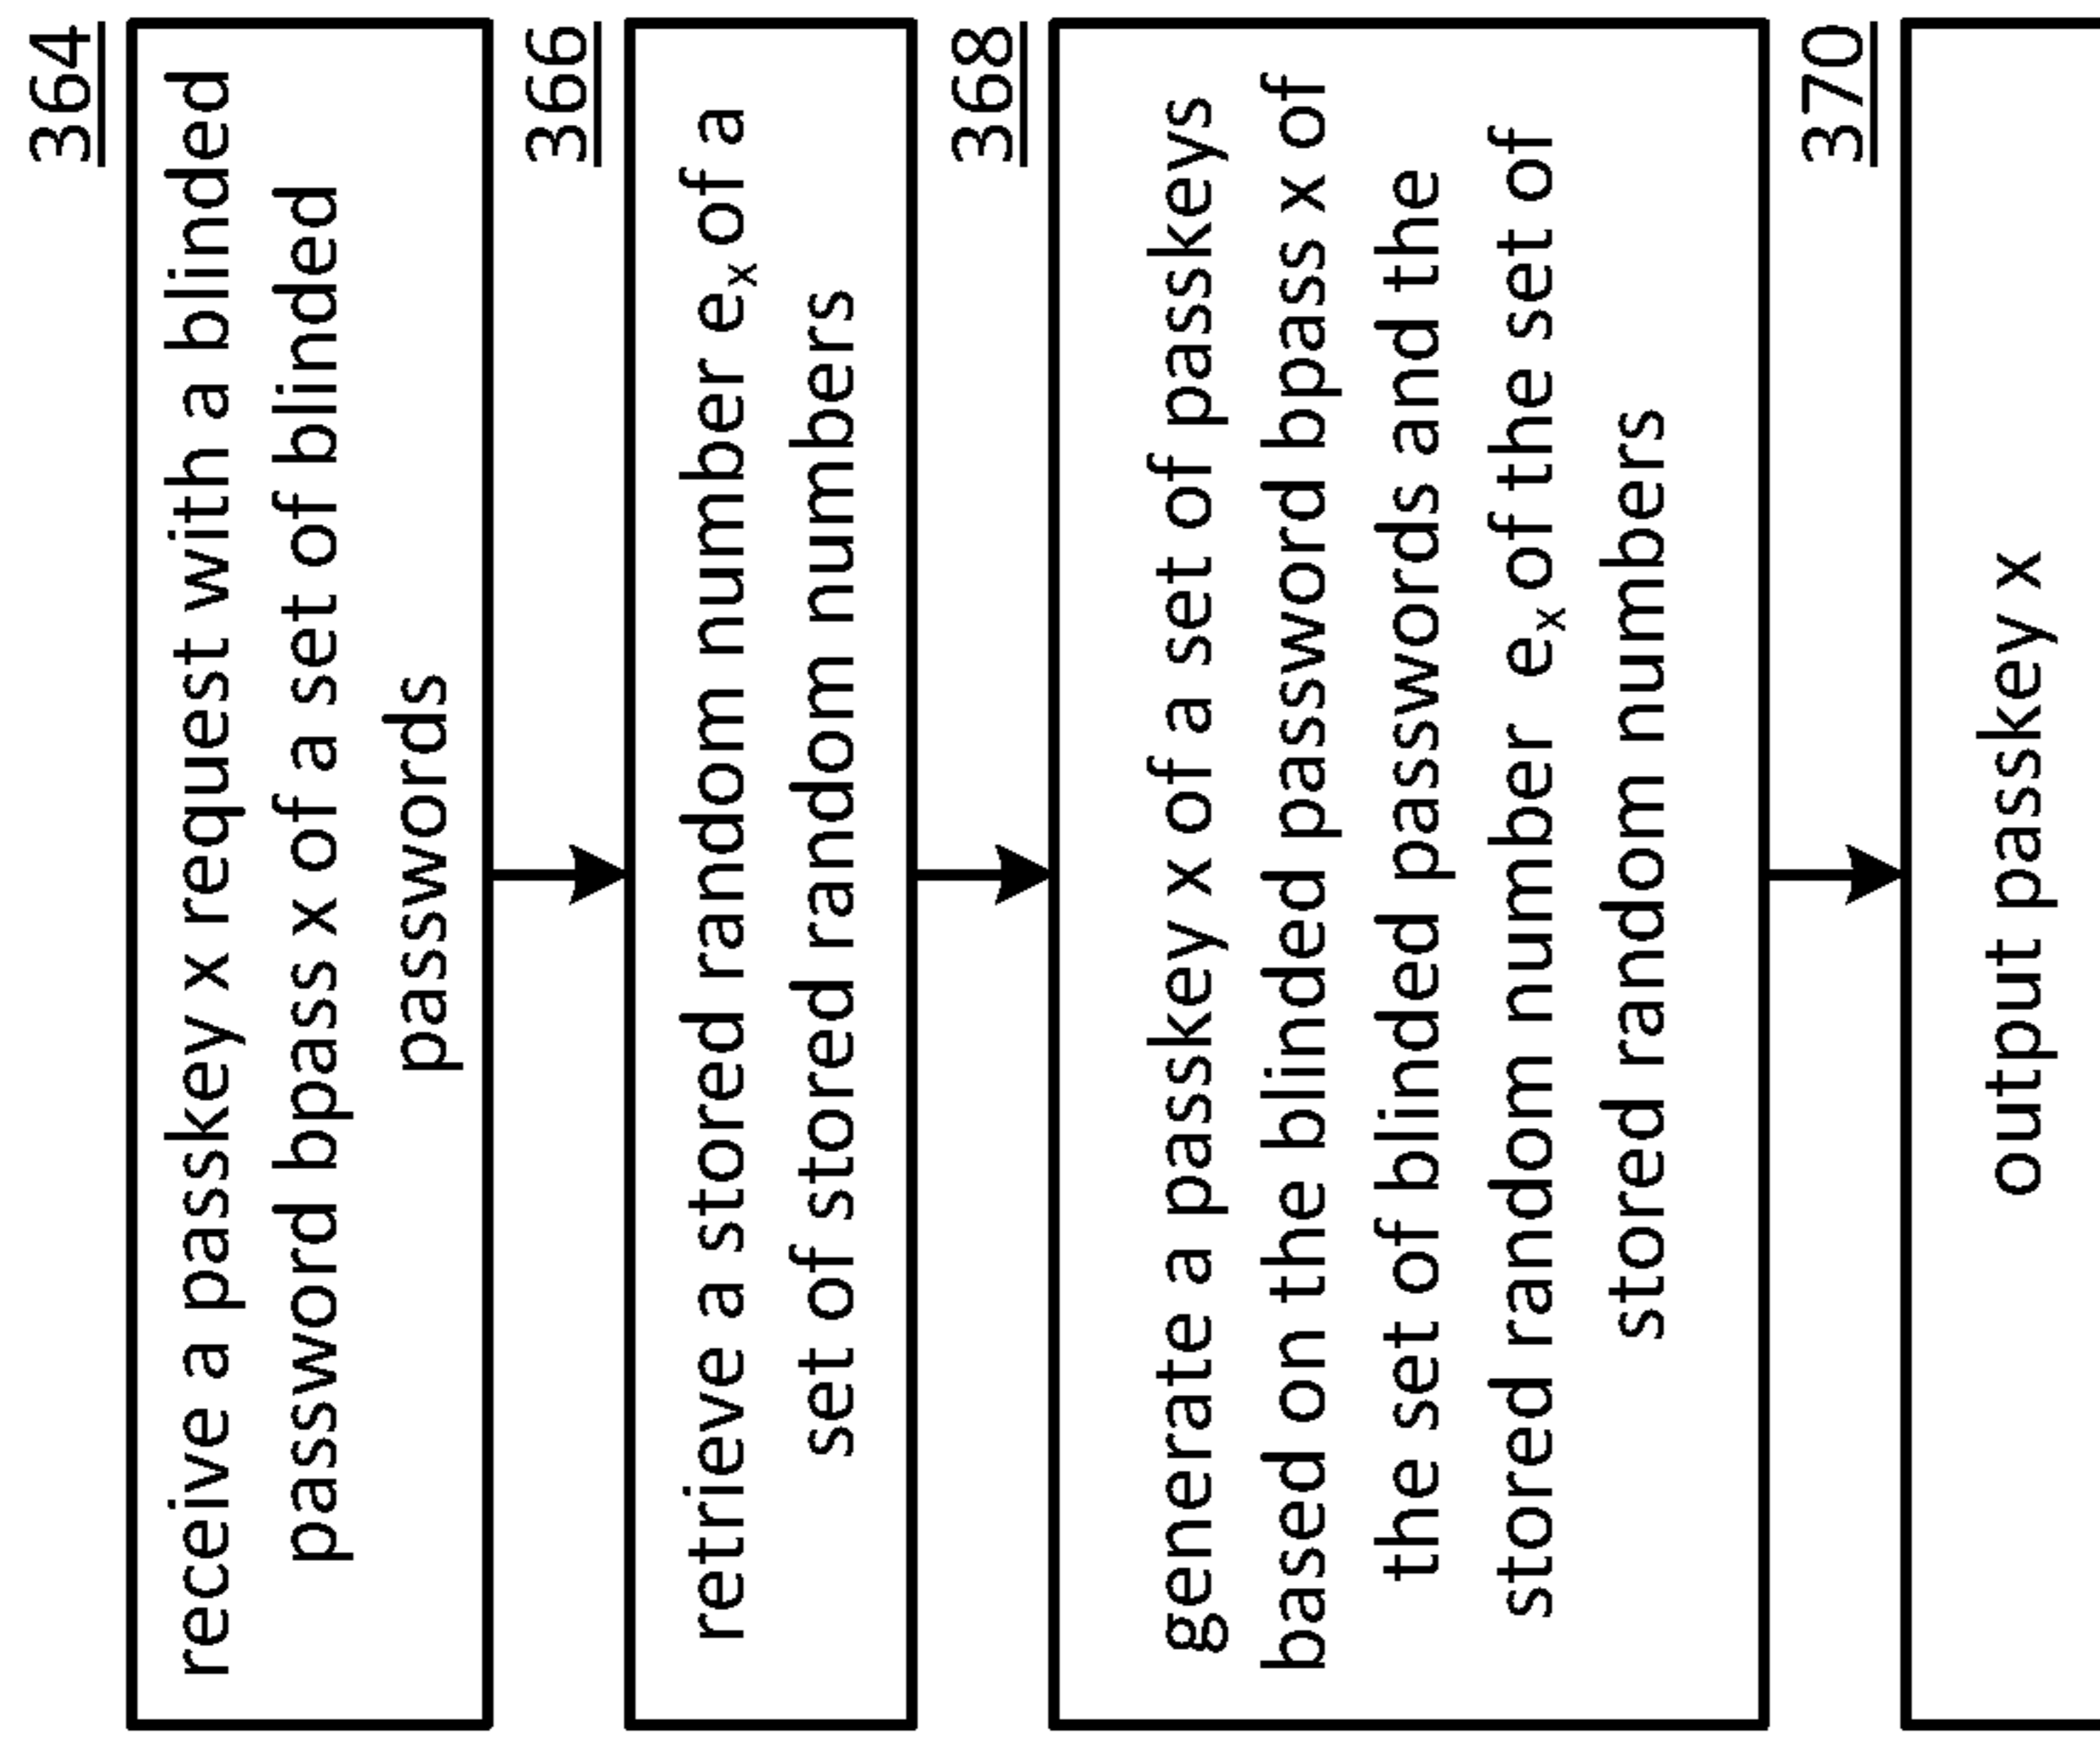 364
receive a passkey x request with a blinded
password bpass x of a set of blinded
passwords
366
retrieve a stored random number eₓ of a
set of stored random numbers
368
generate a passkey x of a set of passkeys
based on the blinded password bpass x of
the set of blinded passwords and the
stored random number eₓ of the set of
stored random numbers
370
output passkey x